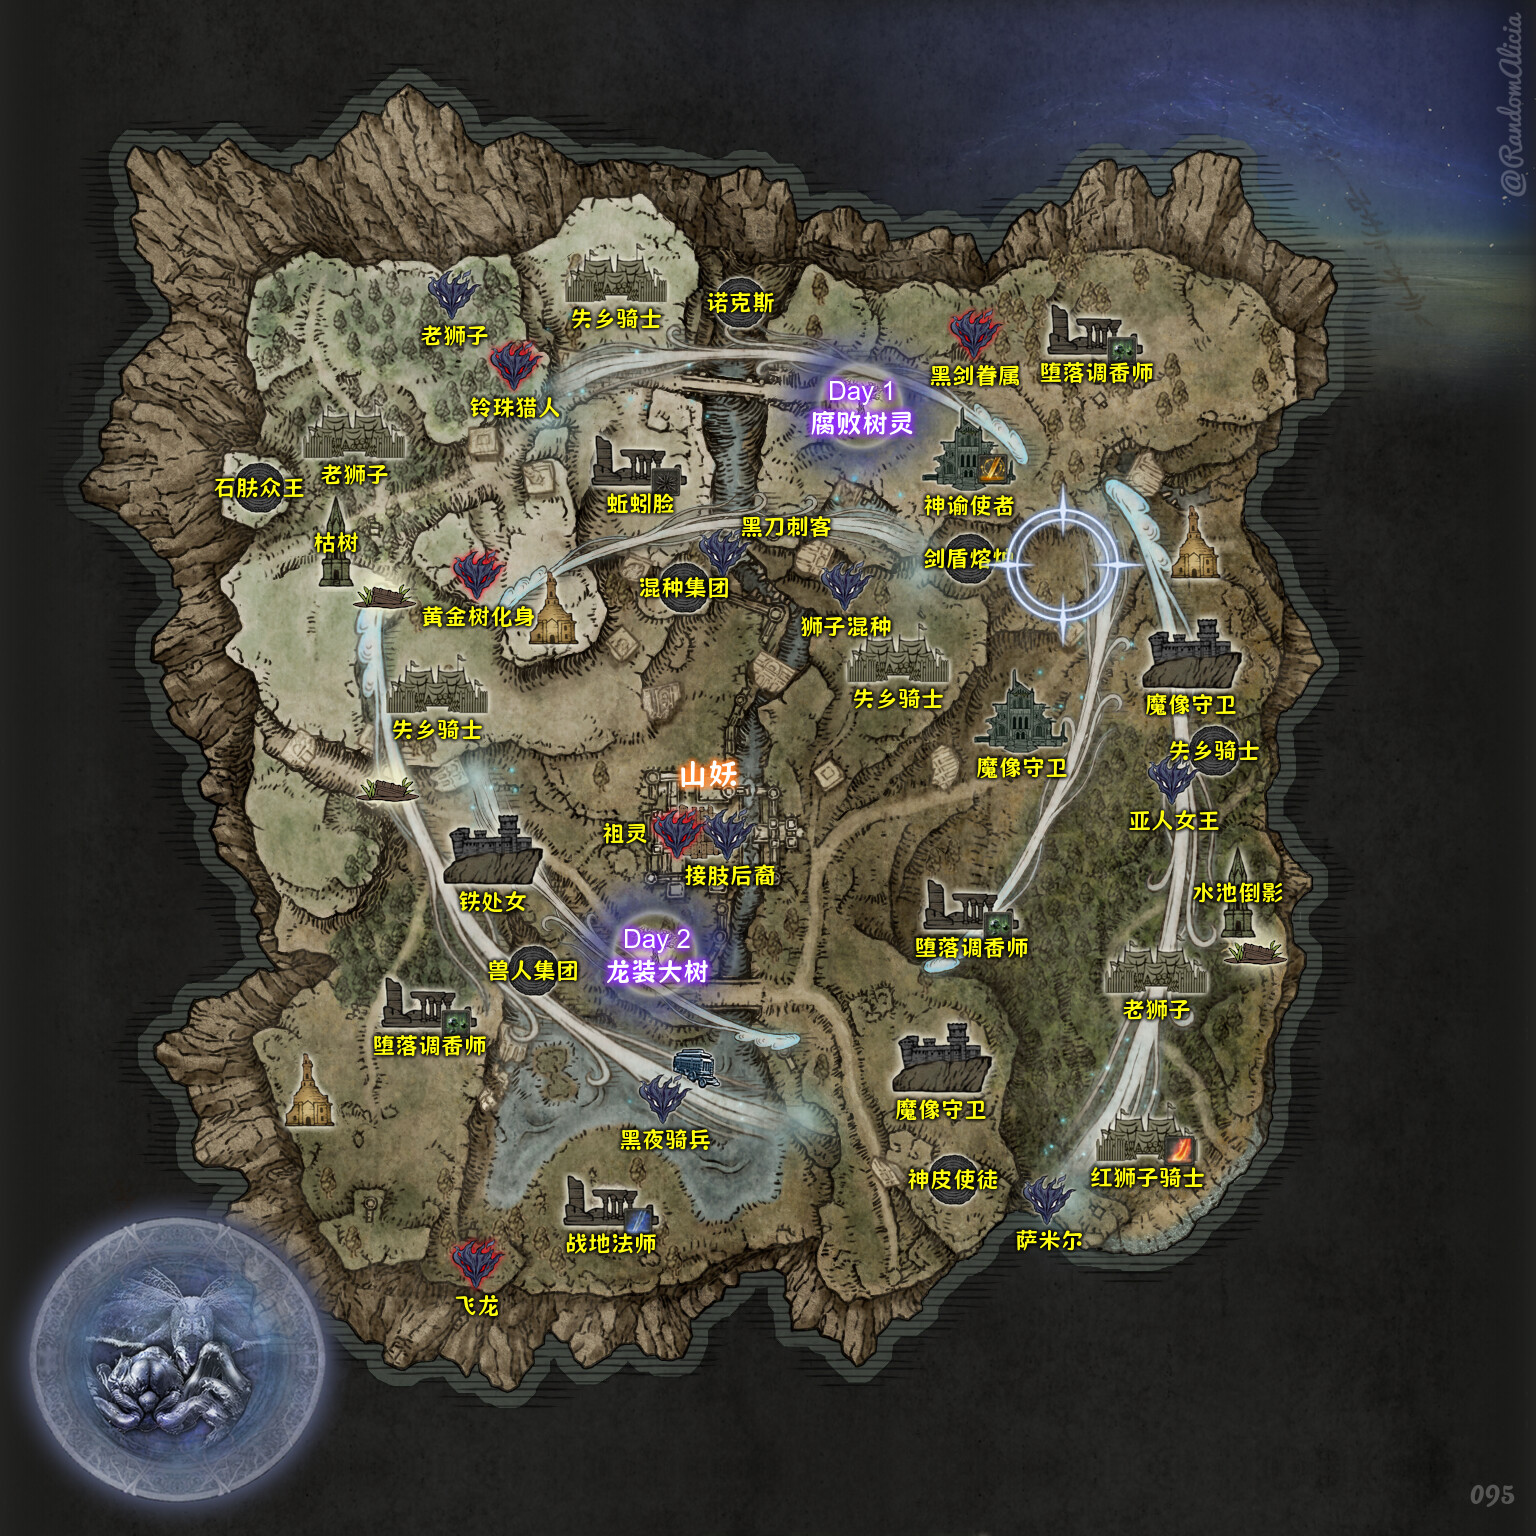 @RandomAlicia
老狮子
失乡骑士
诺克斯
铃珠猎人
黑剑眷属
堕落调香师
Day 1
腐败树灵
老狮子
石肤众王
蚯蚓脸
神谕使者
枯树
黑刀刺客
剑盾熔炉
混种集团
黄金树化身
狮子混种
失乡骑士
失乡骑士
魔像守卫
失乡骑士
魔像守卫
山妖
亚人女王
祖灵
接肢后裔
水池倒影
铁处女
Day 2
龙装大树
堕落调香师
兽人集团
老狮子
堕落调香师
魔像守卫
黑夜骑兵
神皮使徒
红狮子骑士
战地法师
萨米尔
飞龙
095